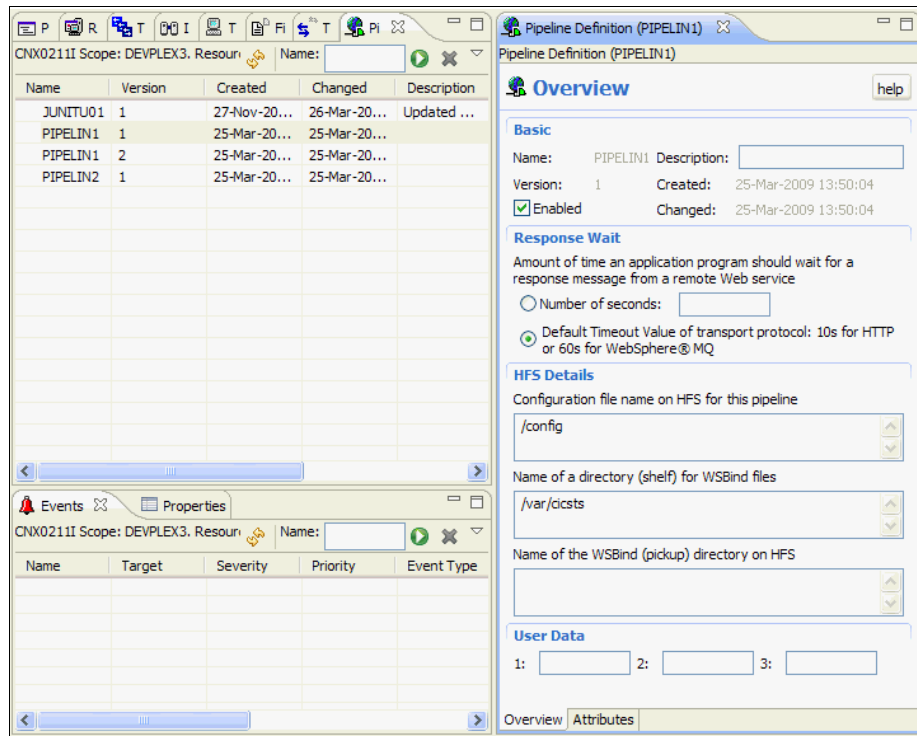 P R T I T Fi T Pi
CNX0211I Scope: DEVPLEX3. Resour Name:
Name Version Created Changed Description
JUNITU01 1 27-Nov-20... 26-Mar-20... Updated ...
PIPELIN1 1 25-Mar-20... 25-Mar-20...
PIPELIN1 2 25-Mar-20... 25-Mar-20...
PIPELIN2 1 25-Mar-20... 25-Mar-20...
Events Properties
CNX0211I Scope: DEVPLEX3. Resour Name:
Name Target Severity Priority Event Type
Pipeline Definition (PIPELIN1)
Pipeline Definition (PIPELIN1)
Overview help
Basic
Name: PIPELIN1 Description:
Version: 1 Created: 25-Mar-2009 13:50:04
Enabled Changed: 25-Mar-2009 13:50:04
Response Wait
Amount of time an application program should wait for a
response message from a remote Web service
Number of seconds:
Default Timeout Value of transport protocol: 10s for HTTP
or 60s for WebSphere® MQ
HFS Details
Configuration file name on HFS for this pipeline
/config
Name of a directory (shelf) for WSBind files
/var/cicsts
Name of the WSBind (pickup) directory on HFS
User Data
1: 2: 3:
Overview Attributes